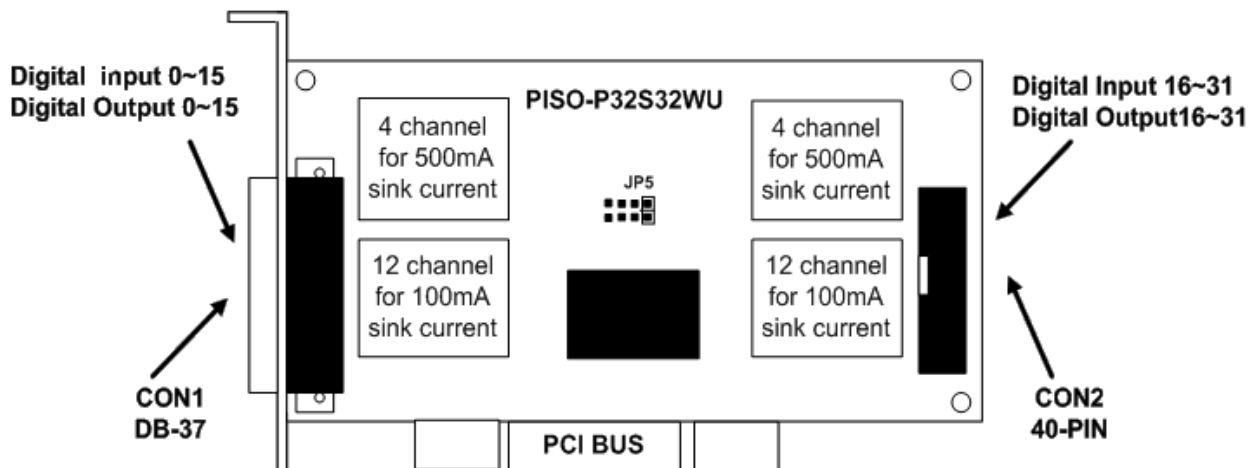 Digital input 0~15
Digital Output 0~15
PISO-P32S32WU
Digital Input 16~31
Digital Output16~31
4 channel
for 500mA
sink current
JP5
4 channel
for 500mA
sink current
12 channel
for 100mA
sink current
12 channel
for 100mA
sink current
CON1
DB-37
PCI BUS
CON2
40-PIN